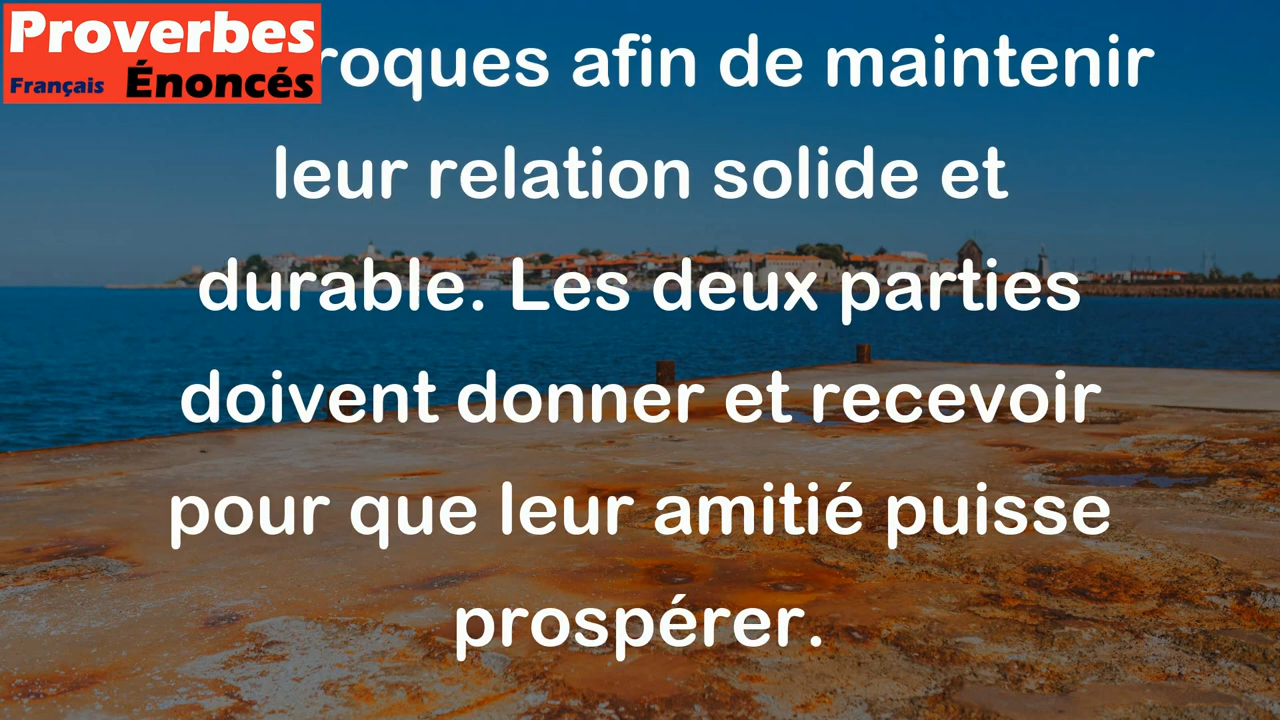 Proverbes
Français Énoncés
roques afin de maintenir
leur relation solide et
durable. Les deux parties
doivent donner et recevoir
pour que leur amitié puisse
prospérer.